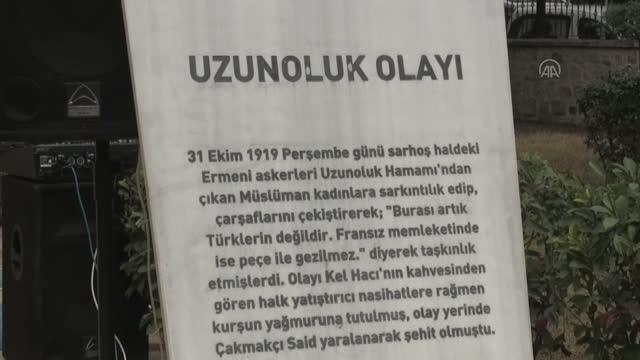 AA
UZUNOLUK OLAYI
31 Ekim 1919 Perşembe günü sarhoş haldeki
Ermeni askerleri Uzunoluk Hamamı'ndan
çıkan Müslüman kadınlara sarkıntılık edip,
çarşaflarını çekiştirerek; "Burası artık
Türklerin değildir. Fransız memleketinde
ise peçe ile gezilmez." diyerek taşkınlık
etmişlerdi. Olayı Kel Hacı'nın kahvesinden
gören halk yatıştırıcı nasihatlere rağmen
kurşun yağmuruna tutulmuş, olay yerinde
Çakmakçı Said yaralanarak şehit olmuştu.